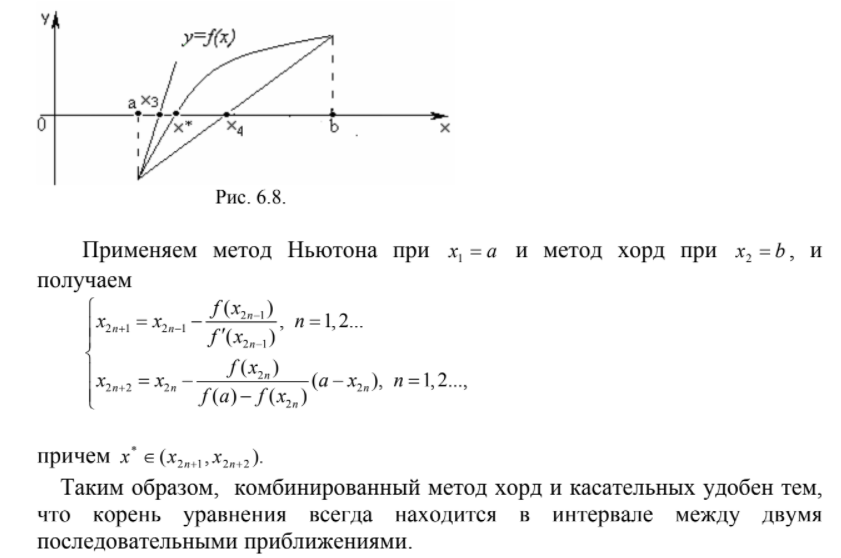 y
y=f(x)
a x₃
0 x* x₄ b x
Рис. 6.8.
Применяем метод Ньютона при x₁ = a и метод хорд при x₂ = b, и
получаем
x₂ₙ₊₁ = x₂ₙ₋₁ − f(x₂ₙ₋₁) / f′(x₂ₙ₋₁), n = 1,2...
x₂ₙ₊₂ = x₂ₙ − f(x₂ₙ) / (f(a) − f(x₂ₙ)) (a − x₂ₙ), n = 1,2...,
причем x* ∈ (x₂ₙ₊₁, x₂ₙ₊₂).
Таким образом, комбинированный метод хорд и касательных удобен тем,
что корень уравнения всегда находится в интервале между двумя
последовательными приближениями.